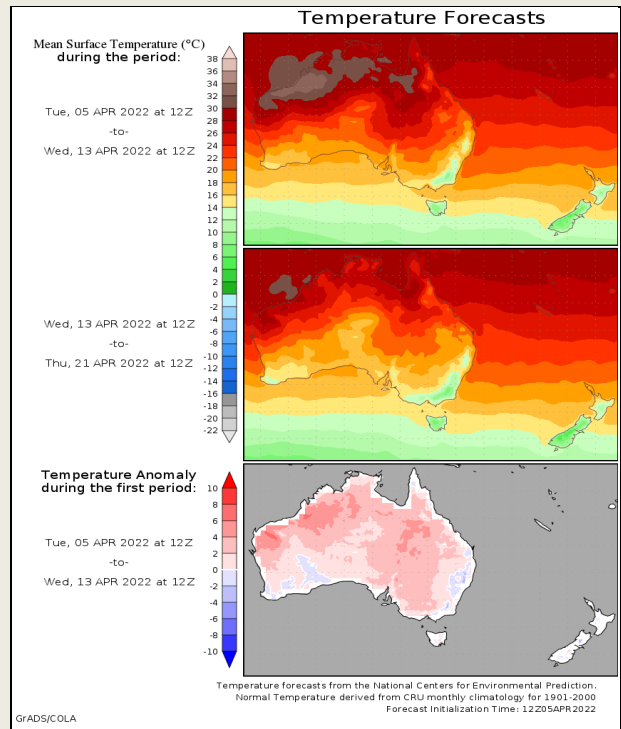 Temperature Forecasts
Mean Surface Temperature (°C)
during the period:
Tue, 05 APR 2022 at 12Z
-to-
Wed, 13 APR 2022 at 12Z
38
36
34
32
30
28
26
24
22
20
18
16
14
12
10
8
6
4
2
0
-2
-4
-6
-8
-10
-12
-14
-16
-18
-20
-22
Wed, 13 APR 2022 at 12Z
-to-
Thu, 21 APR 2022 at 12Z
Temperature Anomaly
during the first period:
Tue, 05 APR 2022 at 12Z
-to-
Wed, 13 APR 2022 at 12Z
10
8
6
4
2
0
-2
-4
-6
-8
-10
Temperature forecasts from the National Centers for Environmental Prediction.
Normal Temperature derived from CRU monthly climatology for 1901-2000
Forecast Initialization Time: 12Z05APR2022
GrADS/COLA